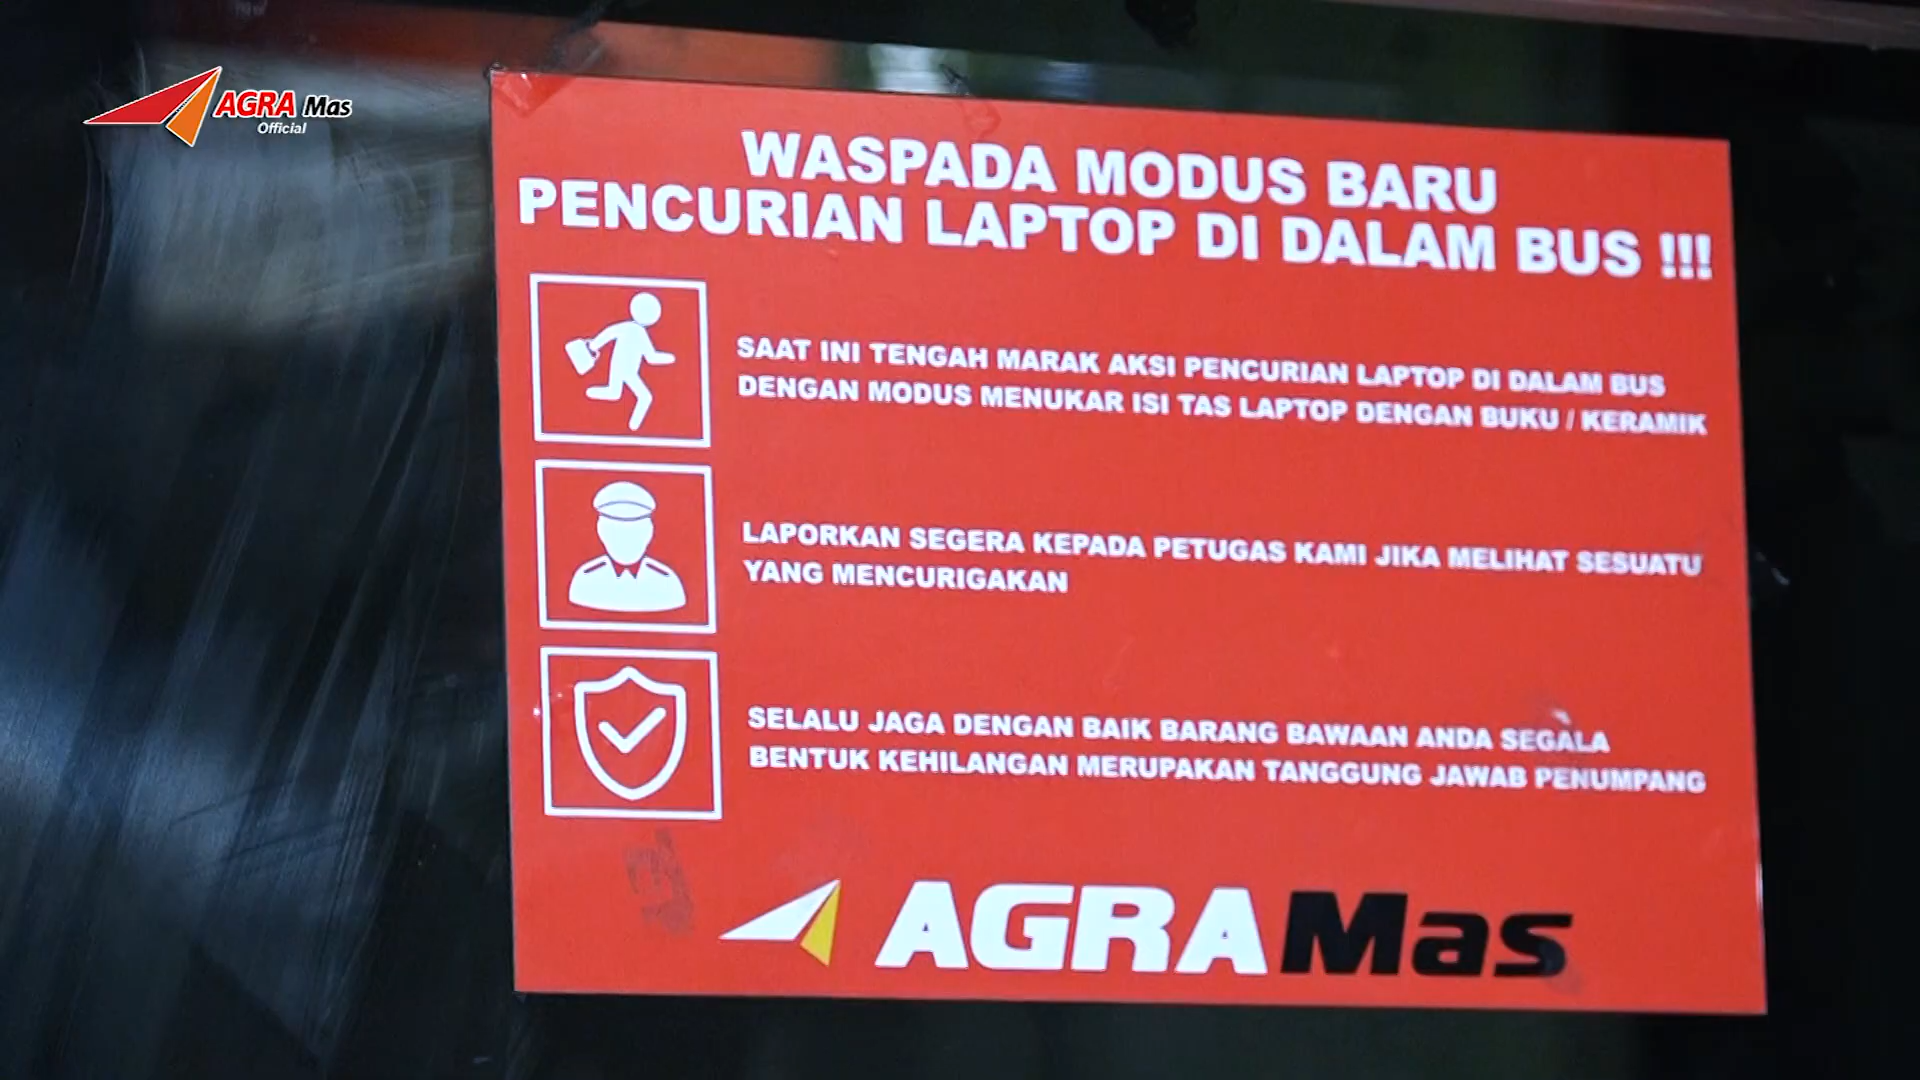 AGRA Mas
Official
WASPADA MODUS BARU
PENCURIAN LAPTOP DI DALAM BUS !!!
SAAT INI TENGAH MARAK AKSI PENCURIAN LAPTOP DI DALAM BUS
DENGAN MODUS MENUKAR ISI TAS LAPTOP DENGAN BUKU / KERAMIK
LAPORKAN SEGERA KEPADA PETUGAS KAMI JIKA MELIHAT SESUATU
YANG MENCURIGAKAN
SELALU JAGA DENGAN BAIK BARANG BAWAAN ANDA SEGALA
BENTUK KEHILANGAN MERUPAKAN TANGGUNG JAWAB PENUMPANG
AGRA Mas